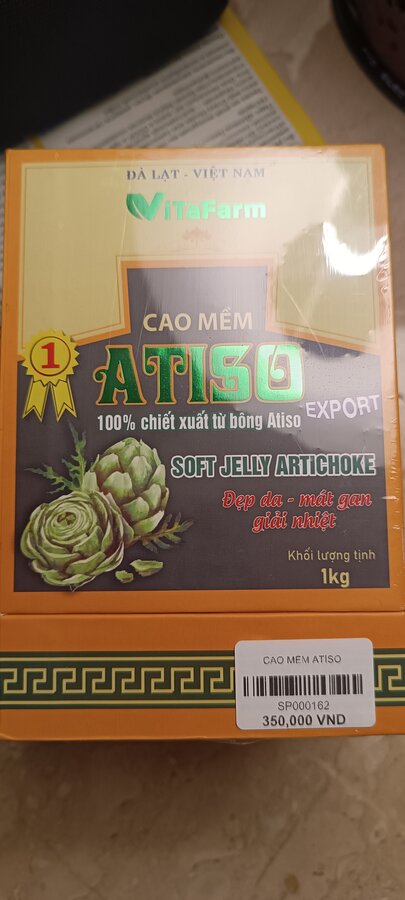 ĐÀ LẠT - VIỆT NAM
ViTaFarm
CAO MỀM
1
ATISO
100% chiết xuất từ bông Atiso
EXPORT
SOFT JELLY ARTICHOKE
Đẹp da - mát gan
giải nhiệt
Khối lượng tịnh
1kg
CAO MỀM ATISO
SP000162
350,000 VND